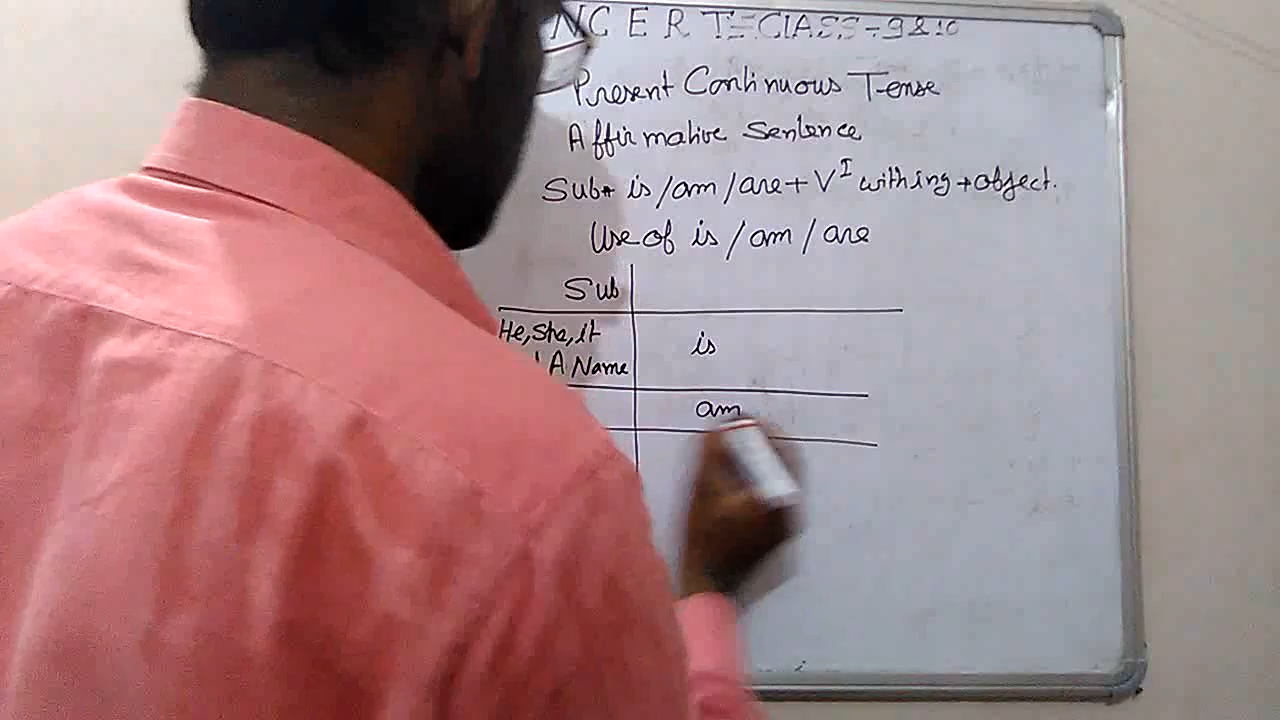 NCERT CLASS-9&10
Present Continuous Tense
Affirmative Sentence
Sub+ is/am/are+V^I with ing+object.
Use of is/am/are
Sub
He, She, it
A Name
is
am